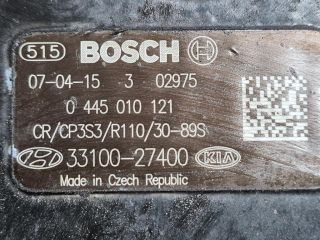 515 BOSCH
07-04-15 3 02975
0 445 010 121
CR/CP3S3/R110/30-89S
33100-27400 KIA
Made in Czech Republic